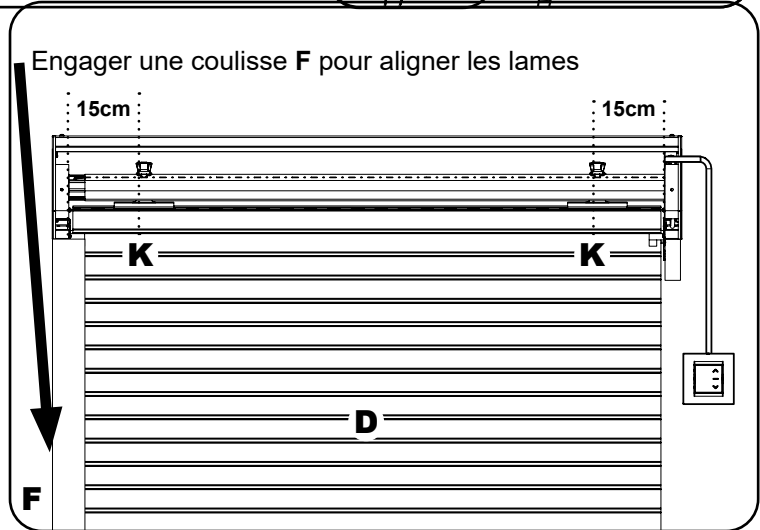 Engager une coulisse F pour aligner les lames
15cm 15cm
K K
D
F